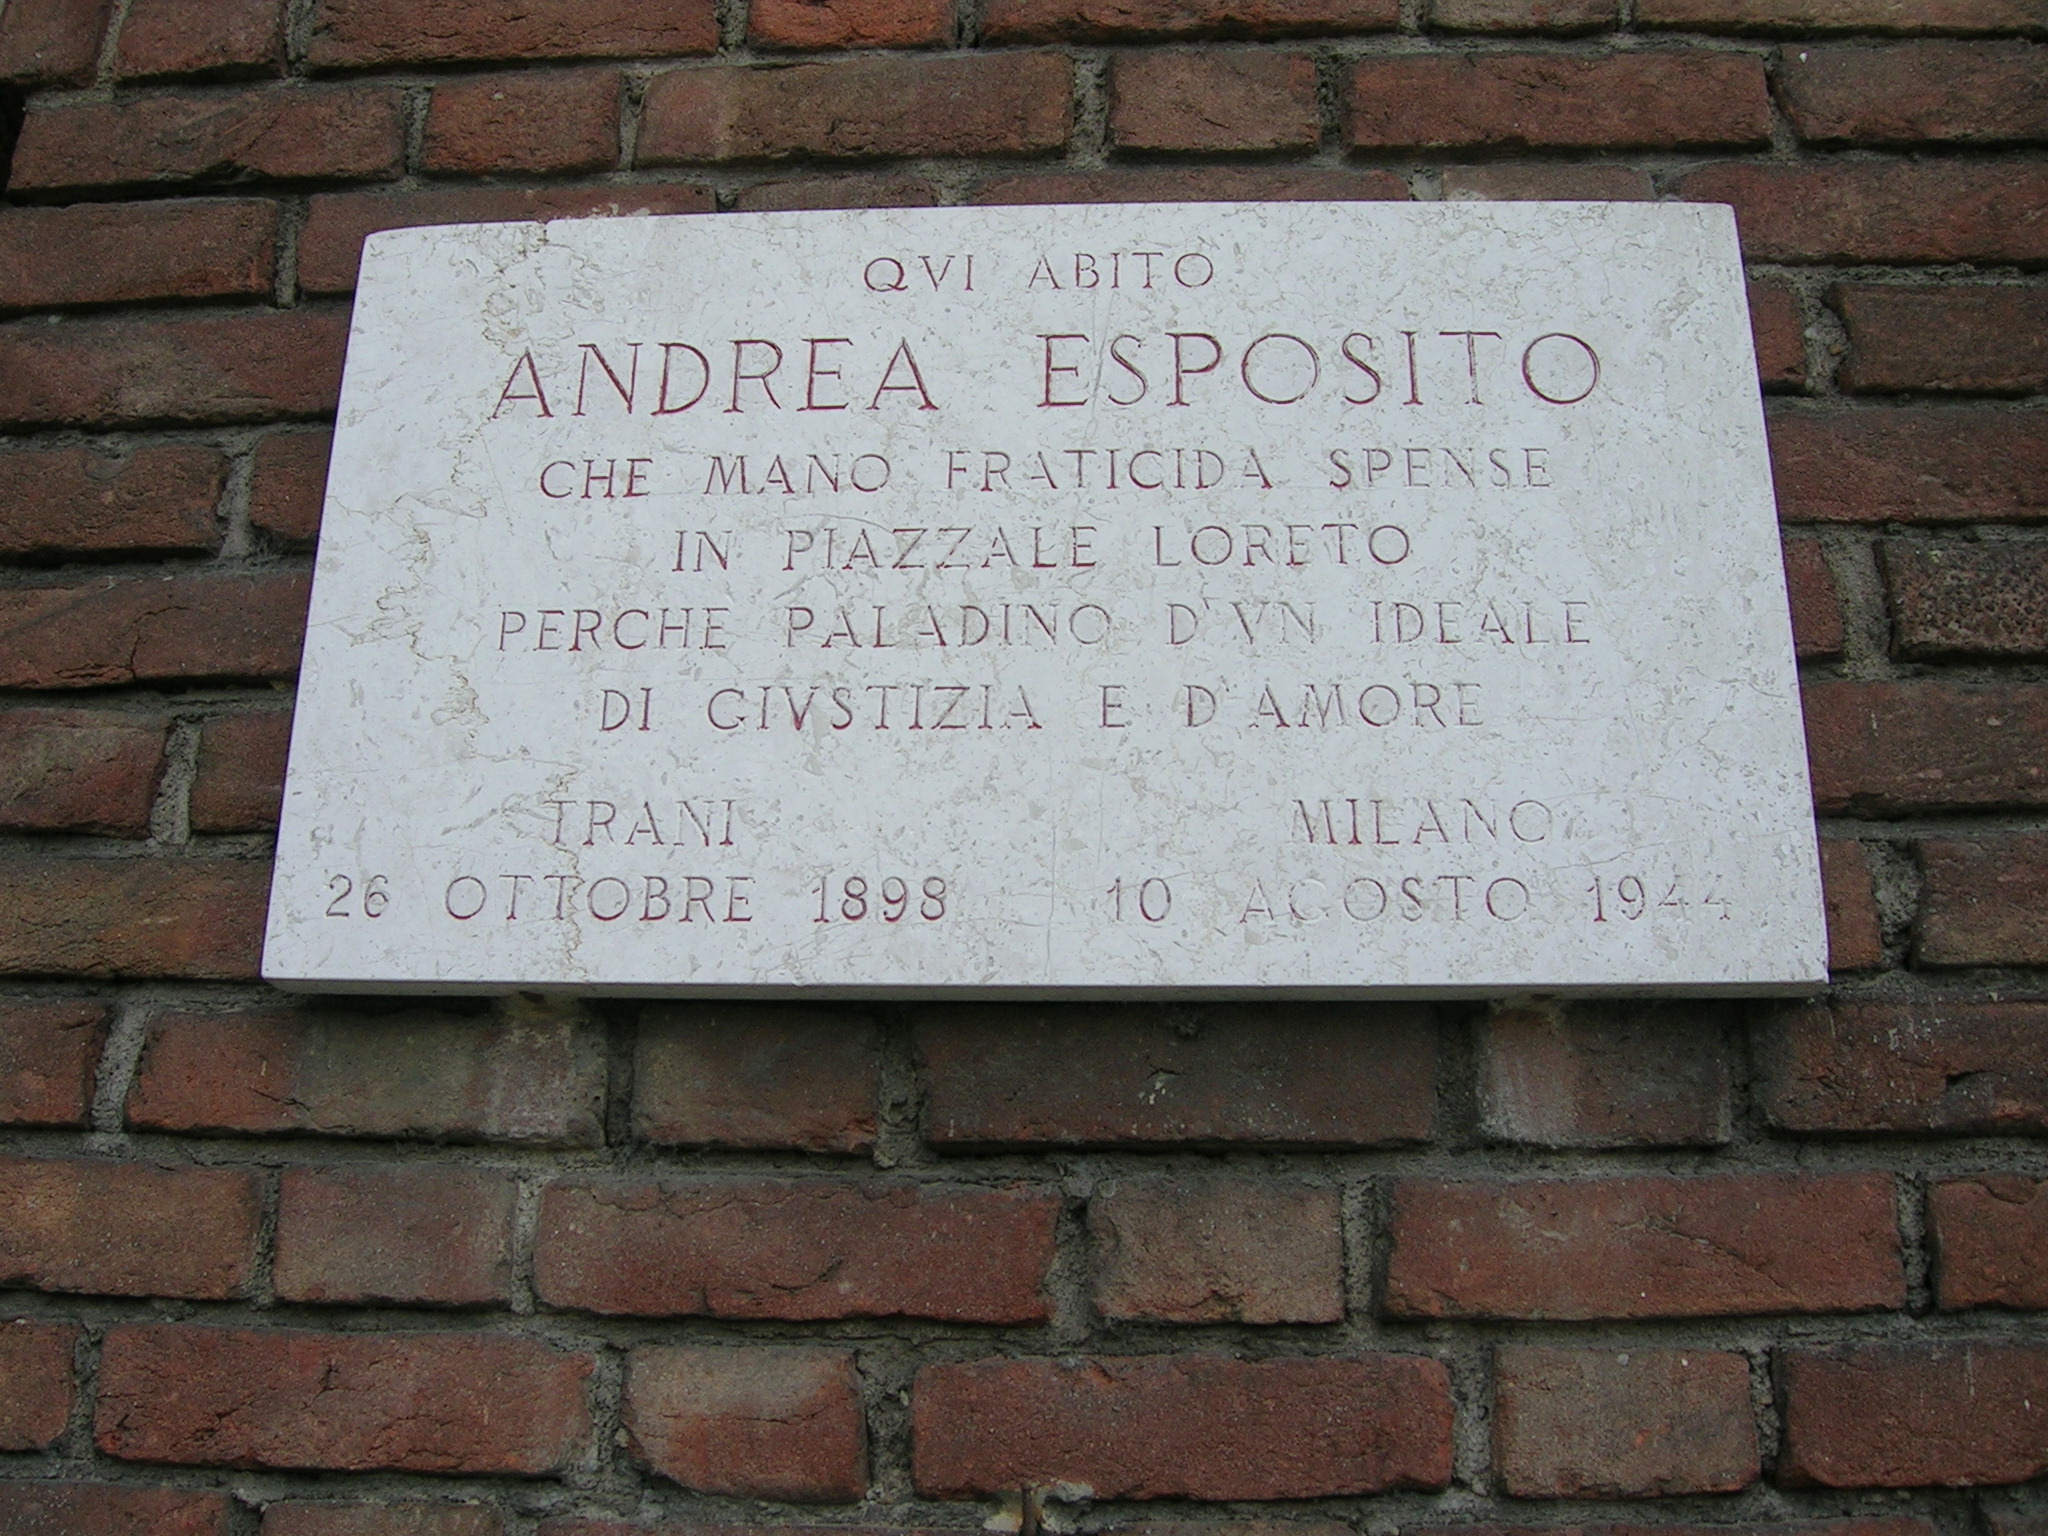 QVI ABITO
ANDREA ESPOSITO
CHE MANO FRATICIDA SPENSE
IN PIAZZALE LORETO
PERCHE PALADINO D'VN IDEALE
DI GIVSTIZIA E D'AMORE
TRANI MILANO
26 OTTOBRE 1898 10 AGOSTO 1944